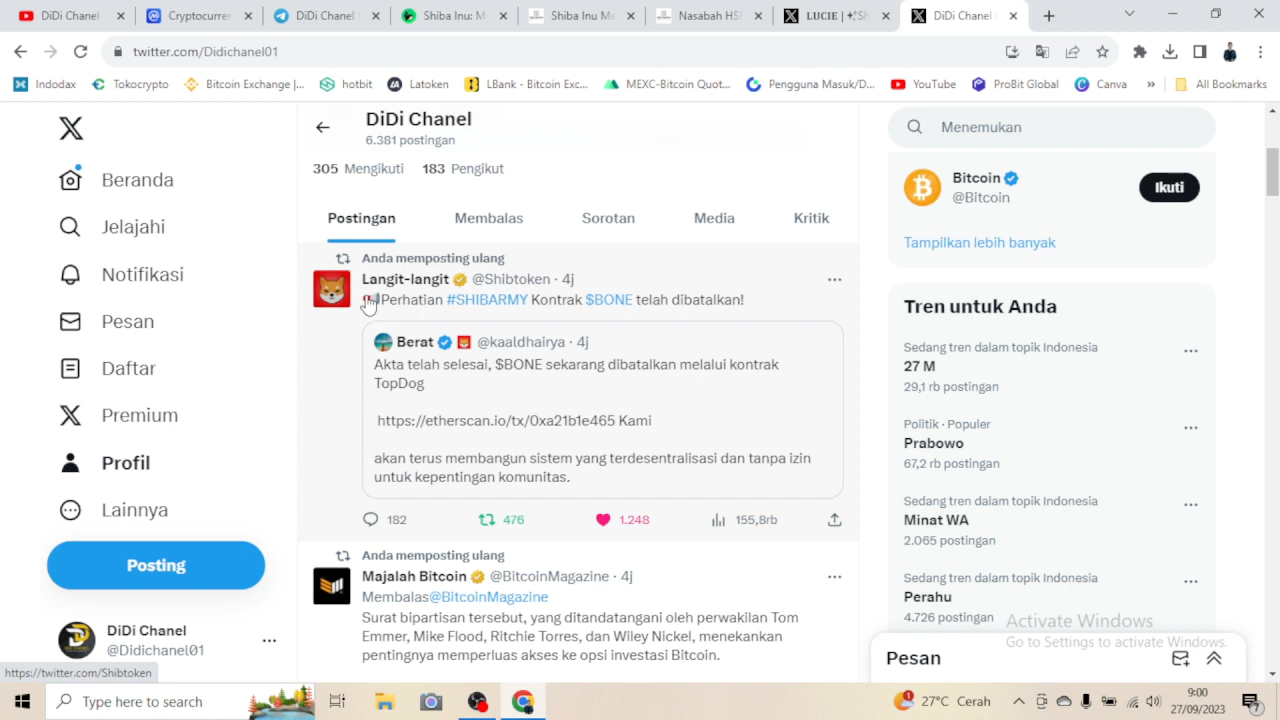 DiDi Chanel
Cryptocurren
DiDi Chanel
Shiba Inu: M
Shiba Inu Me
Nasabah HS
LUCIE | ✨Sh
DiDi Chanel
twitter.com/Didichanel01
Indodax
Tokocrypto
Bitcoin Exchange |...
hotbit
Latoken
LBank - Bitcoin Exc...
MEXC-Bitcoin Quot...
Pengguna Masuk/D...
YouTube
ProBit Global
Canva
»
All Bookmarks
Beranda
Jelajahi
Notifikasi
Pesan
Daftar
Premium
Profil
Lainnya
Posting
DiDi Chanel
@Didichanel01
https://twitter.com/Shibtoken
DiDi Chanel
6.381 postingan
305 Mengikuti 183 Pengikut
Postingan Membalas Sorotan Media Kritik
Anda memposting ulang
Langit-langit @Shibtoken · 4j
Perhatian #SHIBARMY Kontrak $BONE telah dibatalkan!
Berat @kaaldhairya · 4j
Akta telah selesai, $BONE sekarang dibatalkan melalui kontrak
TopDog
https://etherscan.io/tx/0xa21b1e465 Kami
akan terus membangun sistem yang terdesentralisasi dan tanpa izin
untuk kepentingan komunitas.
182 476 1.248 155,8rb
Anda memposting ulang
Majalah Bitcoin @BitcoinMagazine · 4j
Membalas@BitcoinMagazine
Surat bipartisan tersebut, yang ditandatangani oleh perwakilan Tom
Emmer, Mike Flood, RItchie Torres, dan Wiley Nickel, menekankan
pentingnya memperluas akses ke opsi investasi Bitcoin.
Menemukan
Bitcoin
@Bitcoin
Ikuti
Tampilkan lebih banyak
Tren untuk Anda
Sedang tren dalam topik Indonesia
27 M
29,1 rb postingan
Politik · Populer
Prabowo
67,2 rb postingan
Sedang tren dalam topik Indonesia
Minat WA
2.065 postingan
Sedang tren dalam topik Indonesia
Perahu
4.726 postingan
Activate Windows
Go to Settings to activate Windows.
Pesan
Type here to search
27°C Cerah
9:00
27/09/2023